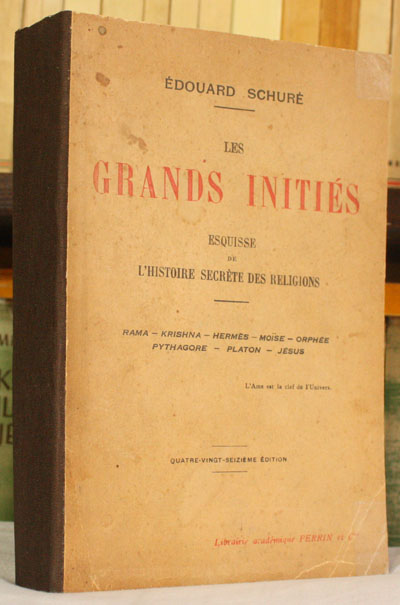 ÉDOUARD SCHURÉ
LES
GRANDS INITIÉS
ESQUISSE
DE
L'HISTOIRE SECRÈTE DES RELIGIONS
RAMA — KRISHNA — HERMÈS — MOÏSE — ORPHÉE
PYTHAGORE — PLATON — JÉSUS
L'Ame est la clef de l'Univers.
QUATRE-VINGT-SEIZIÈME ÉDITION
Librairie académique PERRIN et Cie